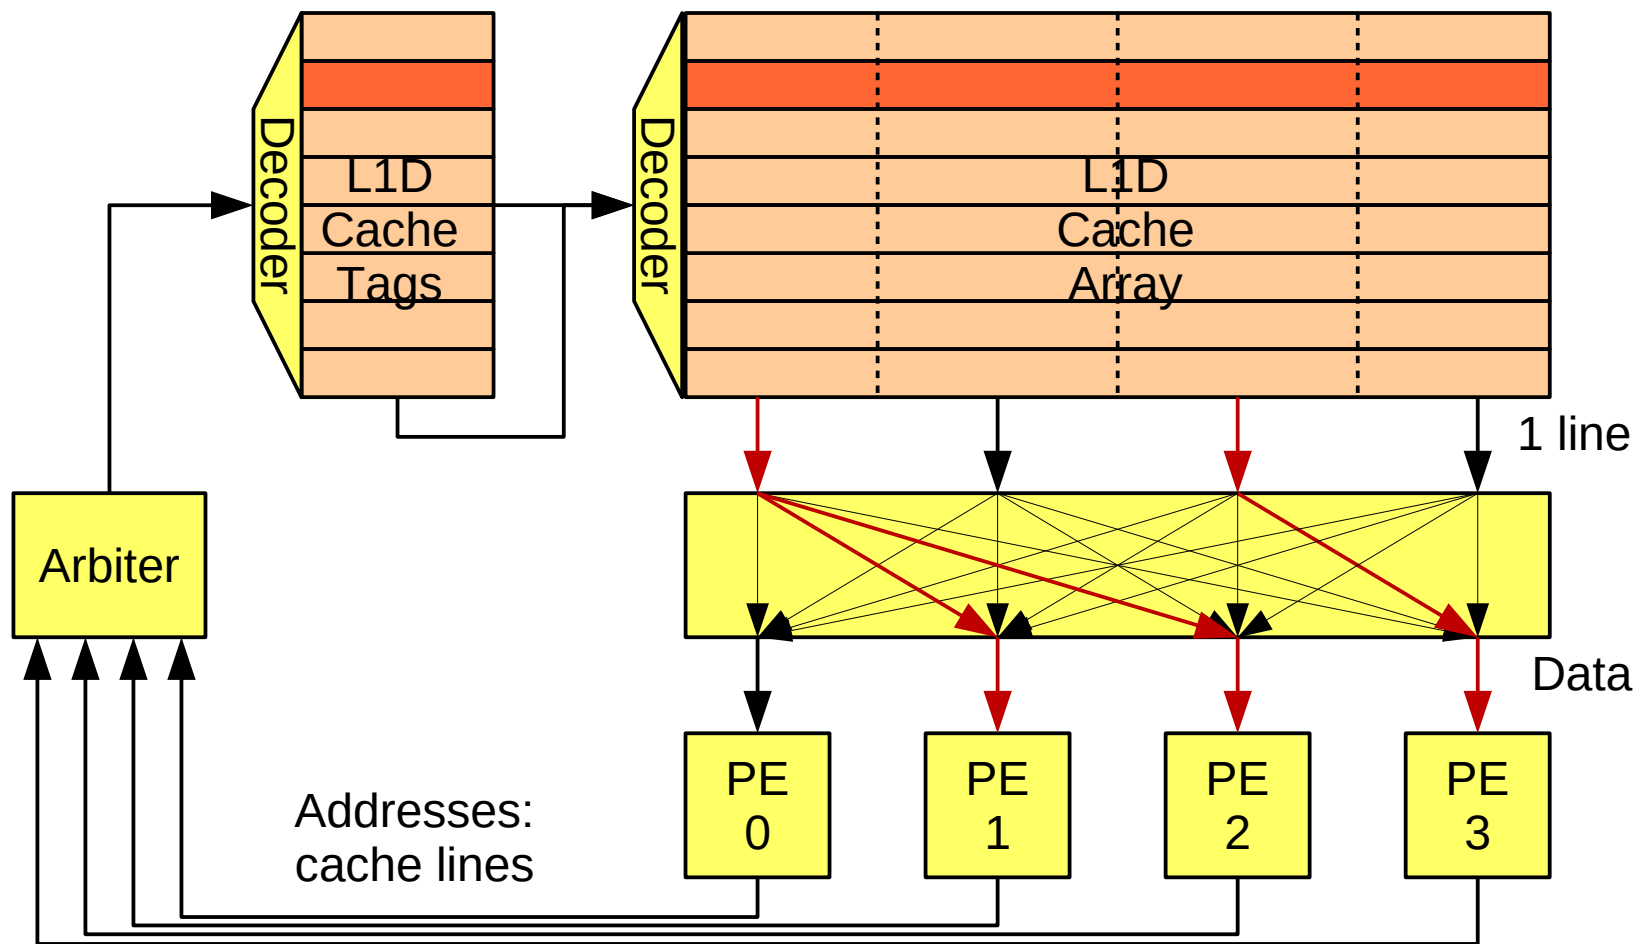 Decoder
L1D
Cache
Tags
Decoder
L1D
Cache
Array
1 line
Arbiter
Data
Addresses:
cache lines
PE
0
PE
1
PE
2
PE
3